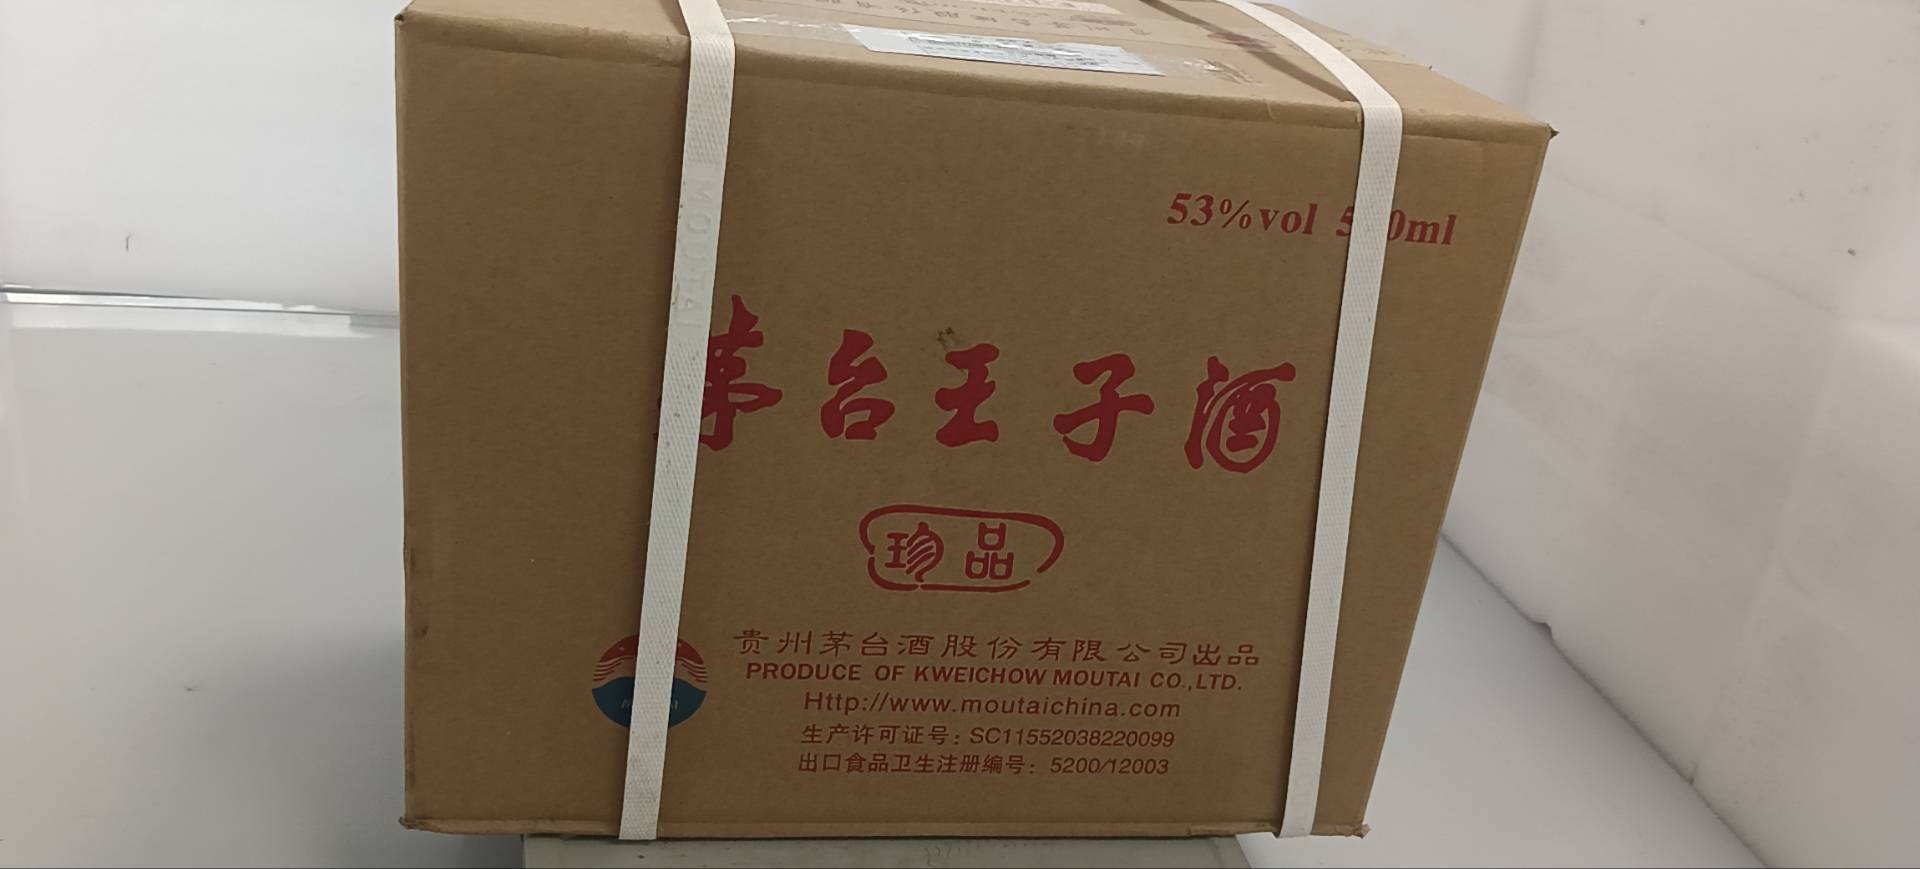 53%vol 5 0ml
MOUTAI
茅台王子酒
珍品
贵州茅台酒股份有限公司出品
PRODUCE OF KWEICHOW MOUTAI CO.,LTD.
Http://www.moutaichina.com
生产许可证号：SC11552038220099
出口食品卫生注册编号：5200/12003